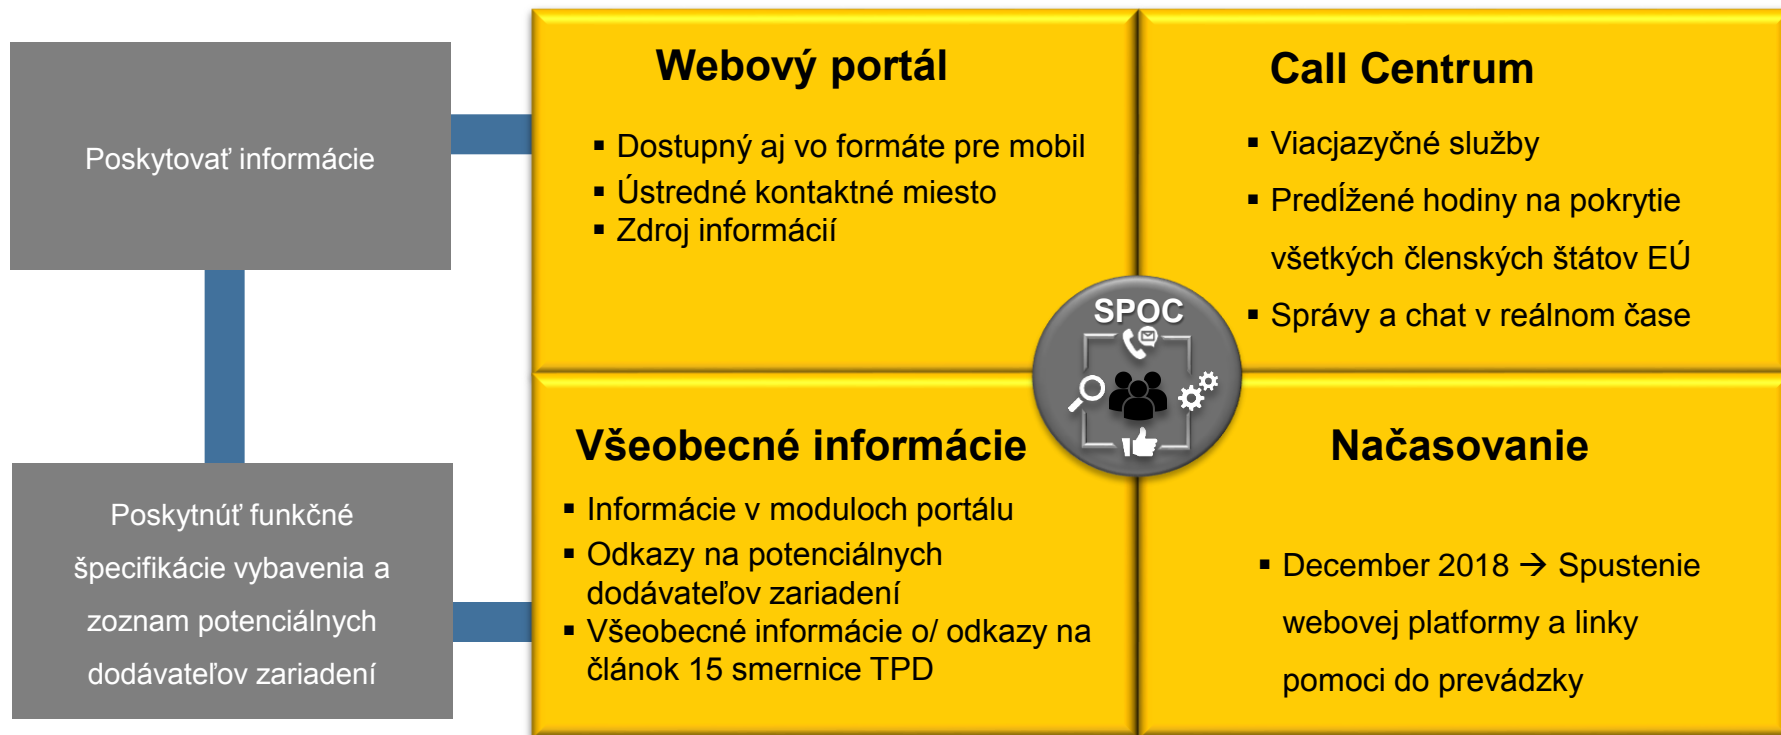 Poskytovať informácie
Poskytnúť funkčné
špecifikácie vybavenia a
zoznam potenciálnych
dodávateľov zariadení
Webový portál
▪ Dostupný aj vo formáte pre mobil
▪ Ústredné kontaktné miesto
▪ Zdroj informácií
Call Centrum
▪ Viacjazyčné služby
▪ Predĺžené hodiny na pokrytie
všetkých členských štátov EÚ
▪ Správy a chat v reálnom čase
SPOC
Všeobecné informácie
▪ Informácie v moduloch portálu
▪ Odkazy na potenciálnych
dodávateľov zariadení
▪ Všeobecné informácie o/ odkazy na
článok 15 smernice TPD
Načasovanie
▪ December 2018 → Spustenie
webovej platformy a linky
pomoci do prevádzky